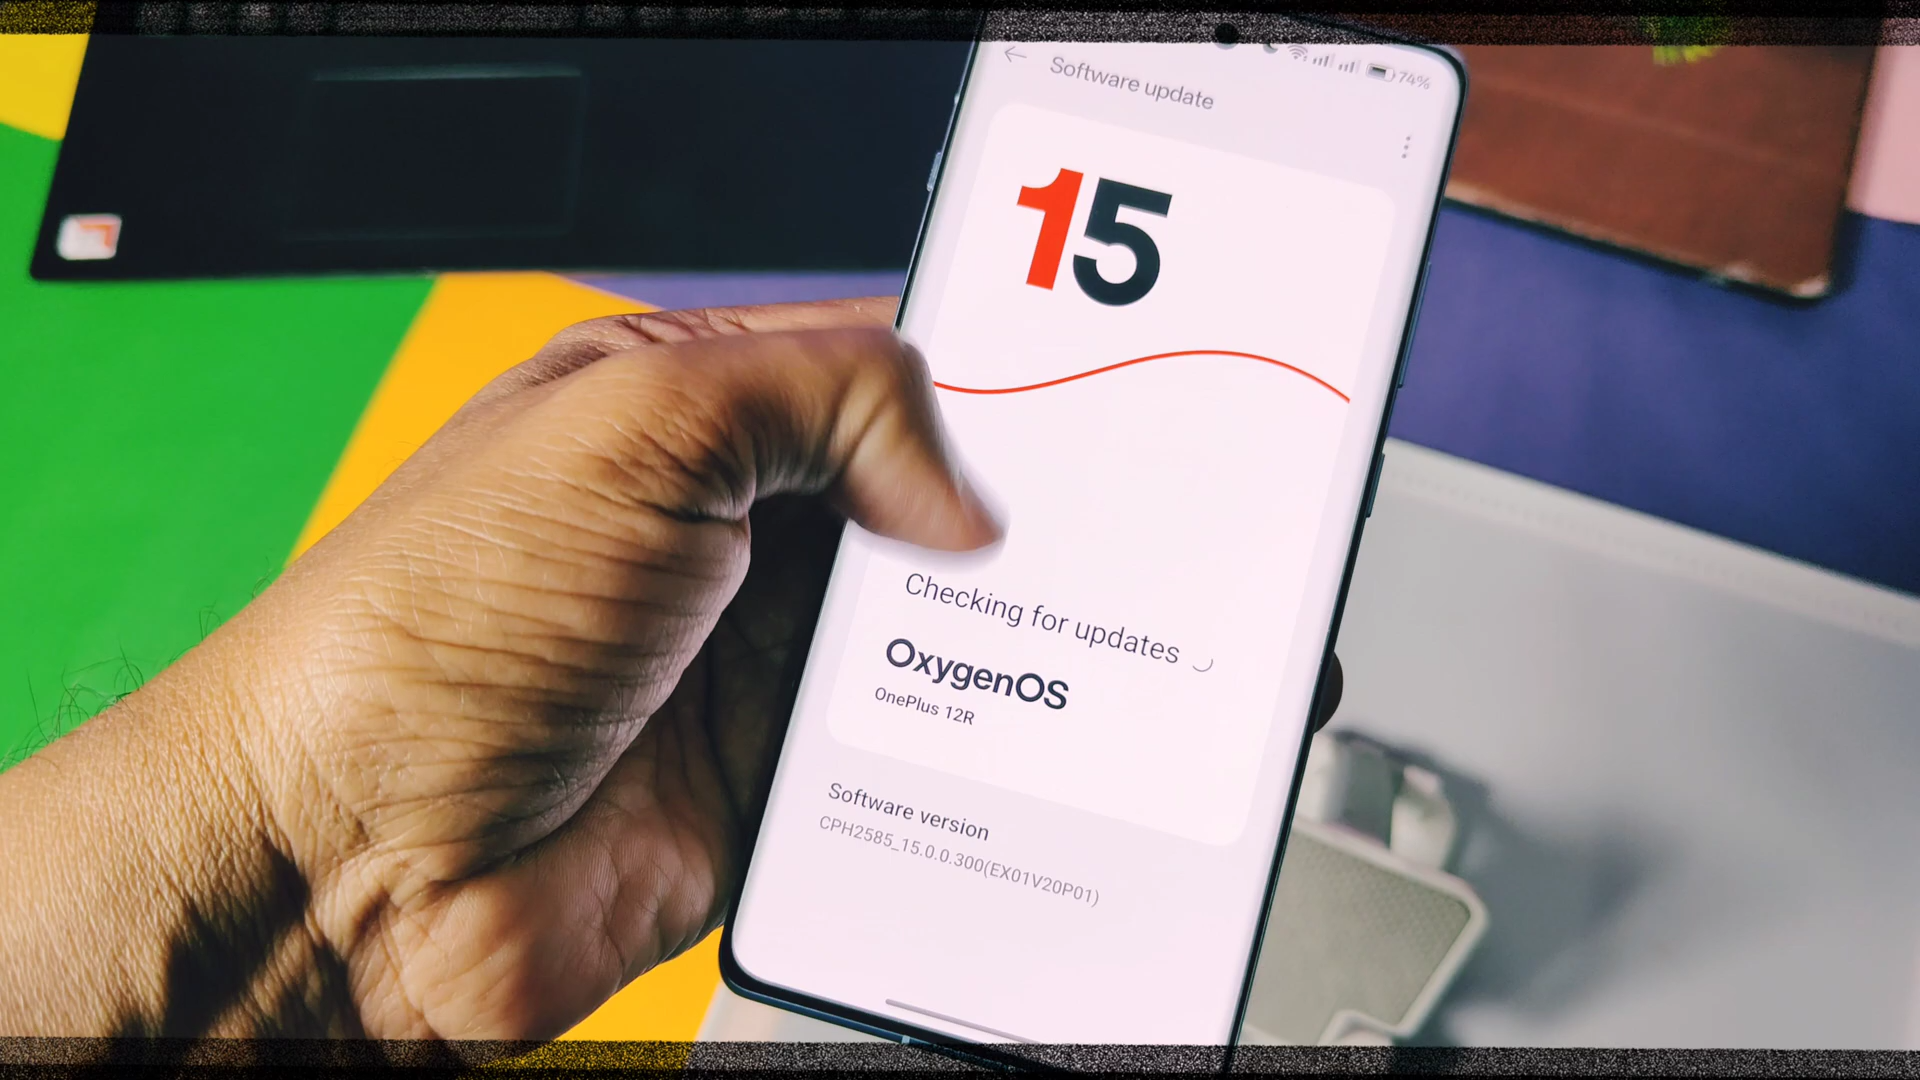 74%
Software update
15
Checking for updates
OxygenOS
OnePlus 12R
Software version
CPH2585_15.0.0.300(EX01V20P01)